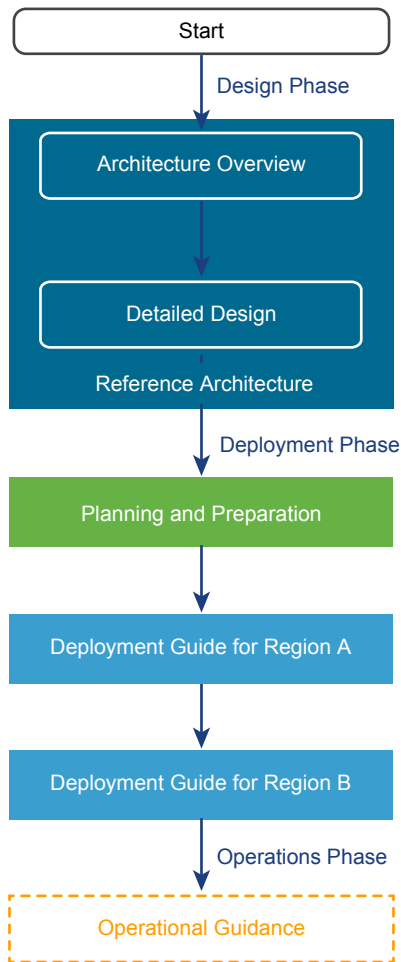 Start
Design Phase
Architecture Overview
Detailed Design
Reference Architecture
Deployment Phase
Planning and Preparation
Deployment Guide for Region A
Deployment Guide for Region B
Operations Phase
Operational Guidance